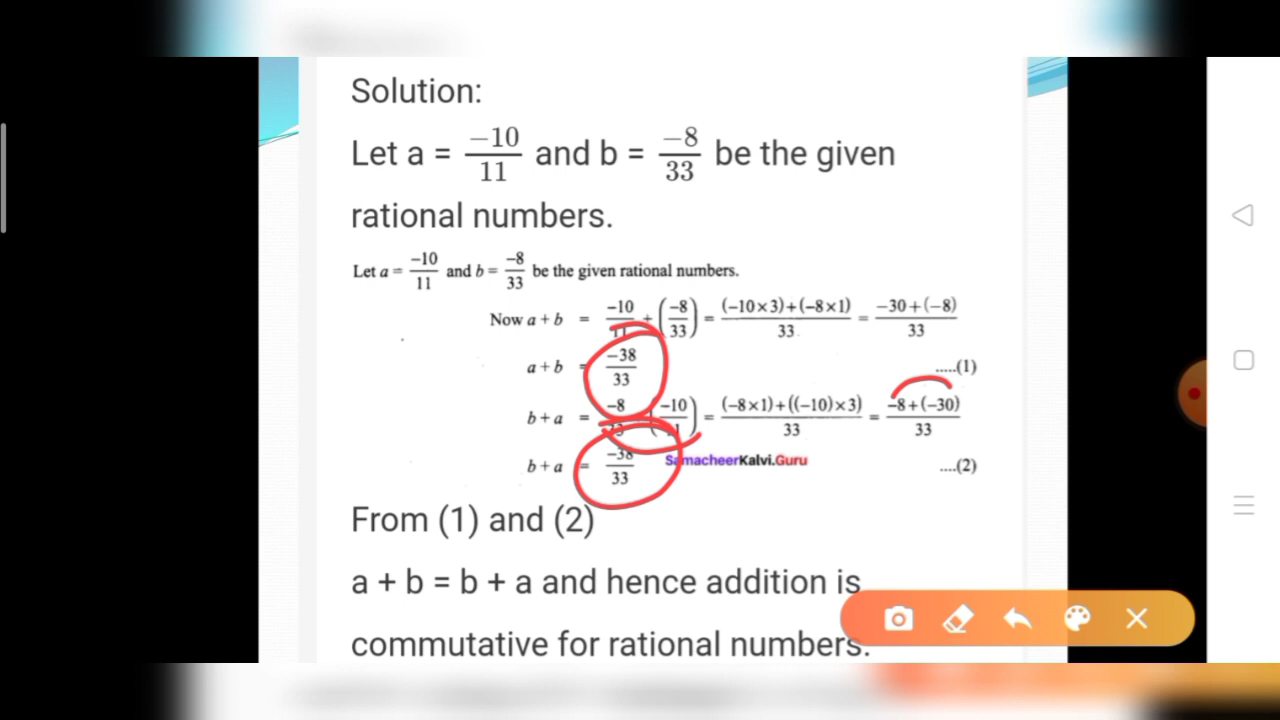 Solution:
Let a = −10/11 and b = −8/33 be the given
rational numbers.
Let a = −10/11 and b = −8/33 be the given rational numbers.
Now a + b = −10/11 + (−8/33) = (−10×3)+(−8×1)/33 = −30+(−8)/33
a + b = −38/33 .....(1)
b + a = −8/33 (−10/11) = (−8×1)+((−10)×3)/33 = −8+(−30)/33
b + a = −38/33 SamacheerKalvi.Guru ....(2)
From (1) and (2)
a + b = b + a and hence addition is
commutative for rational numbers.